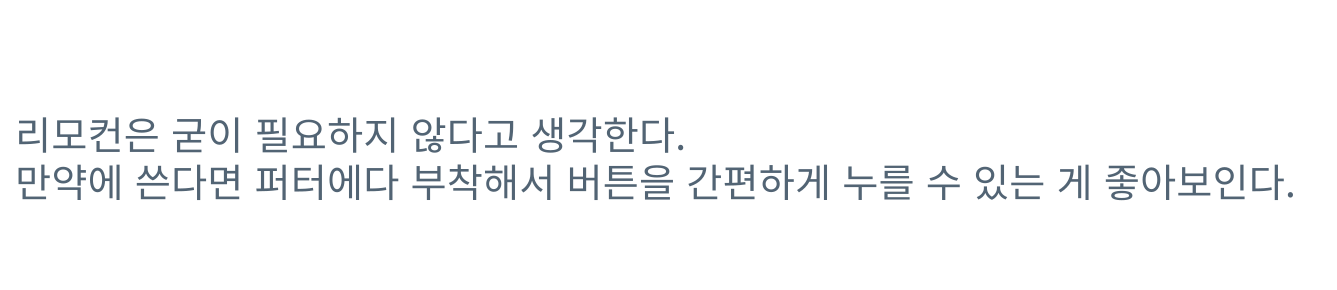 리모컨은 굳이 필요하지 않다고 생각한다.
만약에 쓴다면 퍼터에다 부착해서 버튼을 간편하게 누를 수 있는 게 좋아보인다.